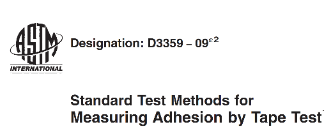 ASTM
INTERNATIONAL
Designation: D3359 – 09ε2
Standard Test Methods for
Measuring Adhesion by Tape Test